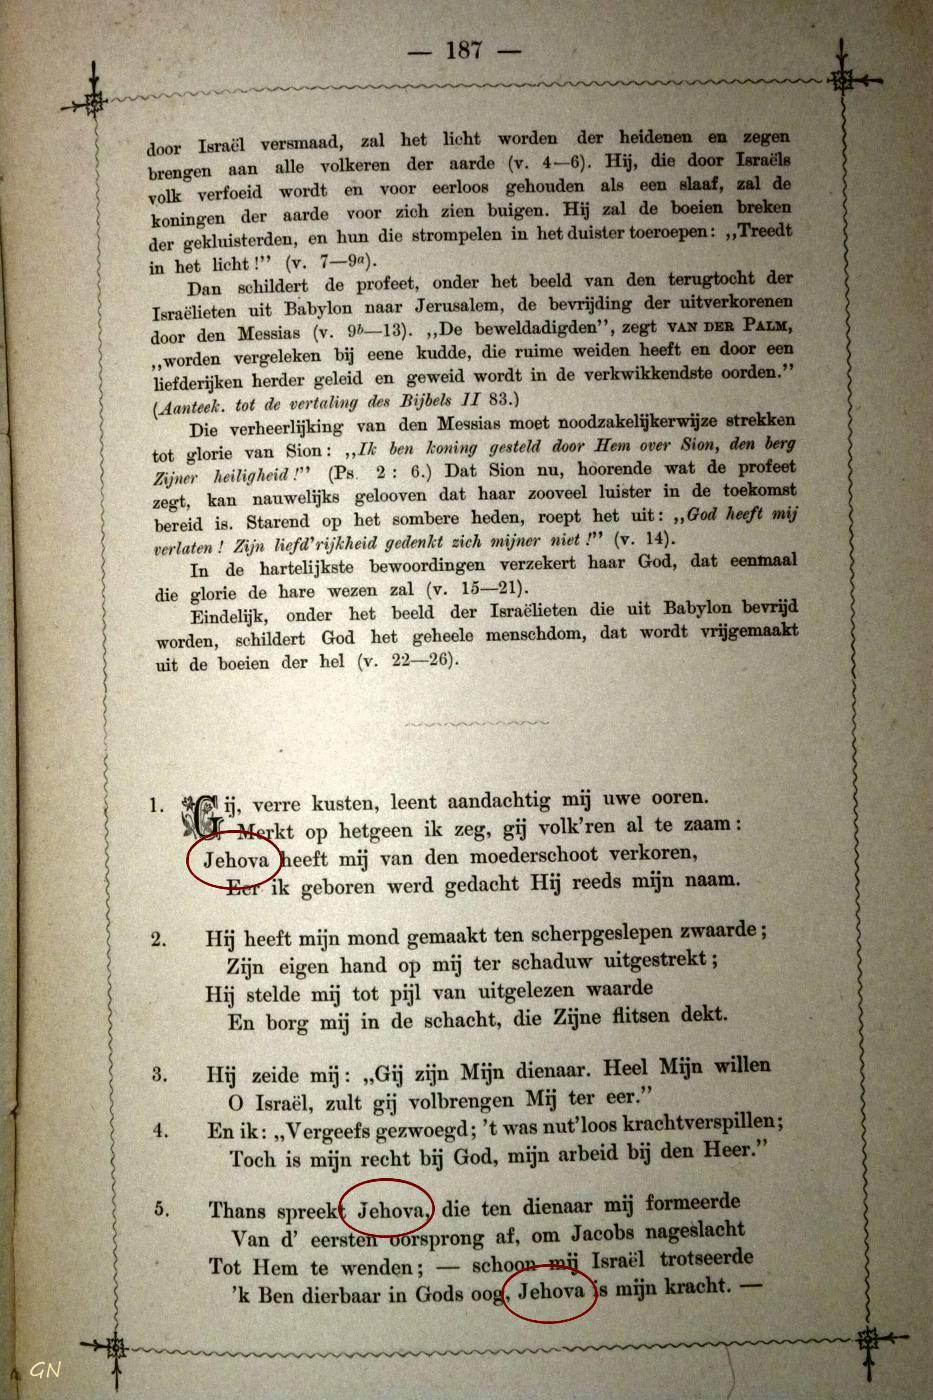 — 187 —
door Israël versmaad, zal het licht worden der heidenen en zegen
brengen aan alle volkeren der aarde (v. 4—6). Hij, die door Israëls
volk verfoeid wordt en voor eerloos gehouden als een slaaf, zal de
koningen der aarde voor zich zien buigen. Hij zal de boeien breken
der gekluisterden, en hun die strompelen in het duister toeroepen: „Treedt
in het licht!” (v. 7—9a).
Dan schildert de profeet, onder het beeld van den terugtocht der
Israëlieten uit Babylon naar Jerusalem, de bevrijding der uitverkorenen
door den Messias (v. 9b—13). „De beweldadigden”, zegt VAN DER PALM,
„worden vergeleken bij eene kudde, die ruime weiden heeft en door een
liefderijken herder geleid en geweid wordt in de verkwikkendste oorden.”
(Aanteek. tot de vertaling des Bijbels II 83.)
Die verheerlijking van den Messias moet noodzakelijkerwijze strekken
tot glorie van Sion: „Ik ben koning gesteld door Hem over Sion, den berg
Zijner heiligheid!” (Ps. 2 : 6.) Dat Sion nu, hoorende wat de profeet
zegt, kan nauwelijks gelooven dat haar zooveel luister in de toekomst
bereid is. Starend op het sombere heden, roept het uit: „God heeft mij
verlaten! Zijn liefd’rijkheid gedenkt zich mijner niet!” (v. 14).
In de hartelijkste bewoordingen verzekert haar God, dat eenmaal
die glorie de hare wezen zal (v. 15—21).
Eindelijk, onder het beeld der Israëlieten die uit Babylon bevrijd
worden, schildert God het geheele menschdom, dat wordt vrijgemaakt
uit de boeien der hel (v. 22—26).
1. Gij, verre kusten, leent aandachtig mij uwe ooren.
Merkt op hetgeen ik zeg, gij volk’ren al te zaam:
Jehova heeft mij van den moederschoot verkoren,
Eer ik geboren werd gedacht Hij reeds mijn naam.
2. Hij heeft mijn mond gemaakt ten scherpgeslepen zwaarde;
Zijn eigen hand op mij ter schaduw uitgestrekt;
Hij stelde mij tot pijl van uitgelezen waarde
En borg mij in de schacht, die Zijne flitsen dekt.
3. Hij zeide mij: „Gij zijn Mijn dienaar. Heel Mijn willen
O Israël, zult gij volbrengen Mij ter eer.”
4. En ik: „Vergeefs gezwoegd; ’t was nut’loos krachtverspillen;
Toch is mijn recht bij God, mijn arbeid bij den Heer.”
5. Thans spreekt Jehova, die ten dienaar mij formeerde
Van d’ eersten oorsprong af, om Jacobs nageslacht
Tot Hem te wenden; — schoon mij Israël trotseerde
’k Ben dierbaar in Gods oog, Jehova is mijn kracht. —
GN